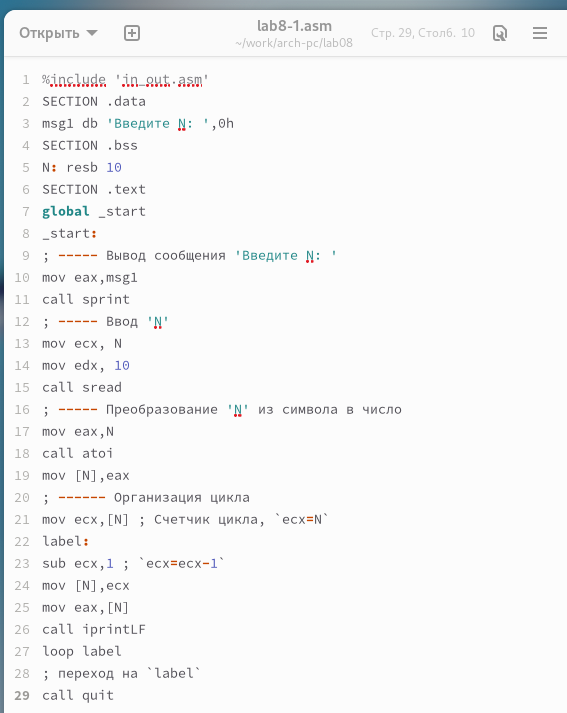 Открыть
lab8-1.asm
~/work/arch-pc/lab08
Стр. 29, Столб. 10
1 %include 'in_out.asm'
2 SECTION .data
3 msg1 db 'Введите N: ',0h
4 SECTION .bss
5 N: resb 10
6 SECTION .text
7 global _start
8 _start:
9 ; ----- Вывод сообщения 'Введите N: '
10 mov eax,msg1
11 call sprint
12 ; ----- Ввод 'N'
13 mov ecx, N
14 mov edx, 10
15 call sread
16 ; ----- Преобразование 'N' из символа в число
17 mov eax,N
18 call atoi
19 mov [N],eax
20 ; ------ Организация цикла
21 mov ecx,[N] ; Счетчик цикла, `ecx=N`
22 label:
23 sub ecx,1 ; `ecx=ecx-1`
24 mov [N],ecx
25 mov eax,[N]
26 call iprintLF
27 loop label
28 ; переход на `label`
29 call quit